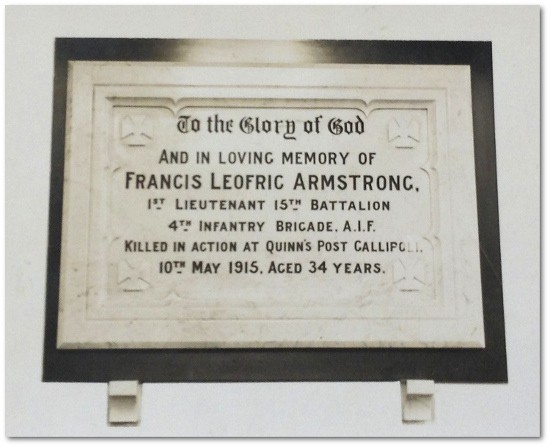 To the Glory of God
AND IN LOVING MEMORY OF
FRANCIS LEOFRIC ARMSTRONG,
1ST LIEUTENANT 15TH BATTALION
4TH INFANTRY BRIGADE, A.I.F.
KILLED IN ACTION AT QUINN'S POST GALLIPOLI,
10TH MAY 1915, AGED 34 YEARS.